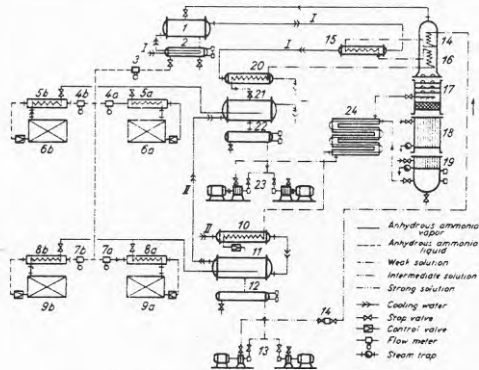 I
1
I
2
3
I
15
14
16
5b
4b
4a
5a
20
21
22
17
18
19
24
6b
6a
II
23
II
10
11
12
8b
7b
7a
8a
9b
9a
13
14
Anhydrous ammonia vapor
Anhydrous ammonia liquid
Weak solution
Intermediate solution
Strong solution
Cooling water
Stop valve
Control valve
Flow meter
Steam trap